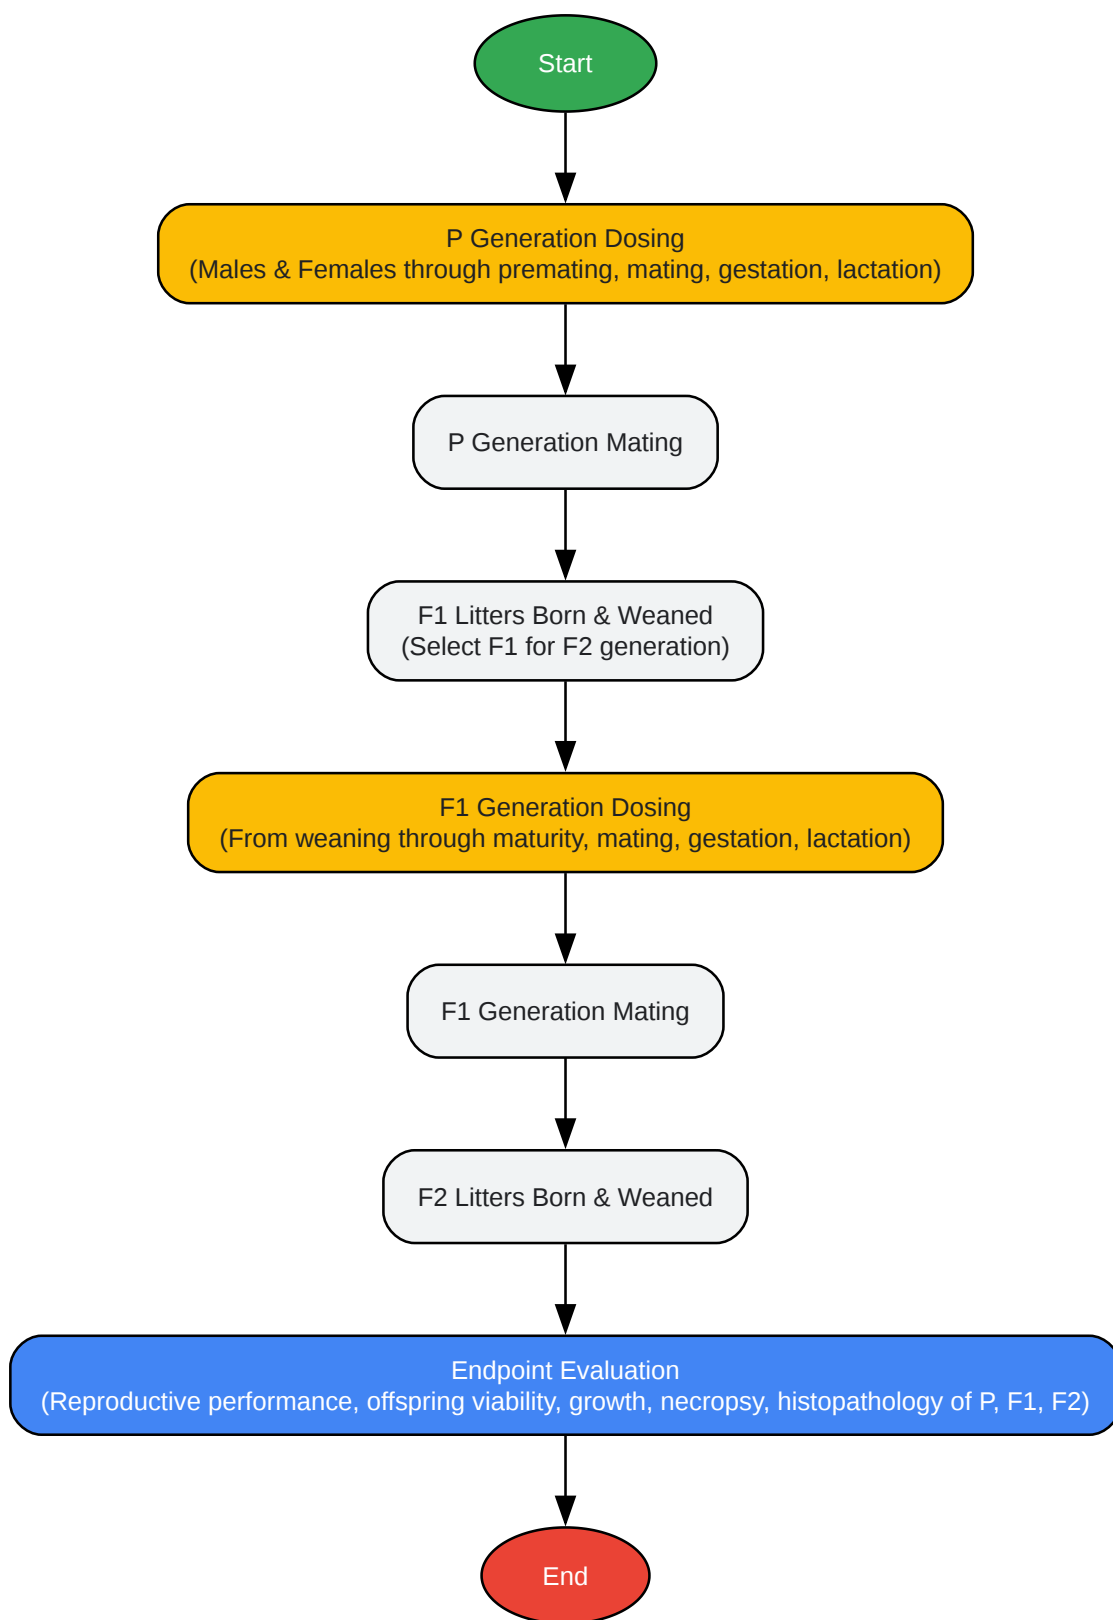 Start
P Generation Dosing
(Males & Females through premating, mating, gestation, lactation)
P Generation Mating
F1 Litters Born & Weaned
(Select F1 for F2 generation)
F1 Generation Dosing
(From weaning through maturity, mating, gestation, lactation)
F1 Generation Mating
F2 Litters Born & Weaned
Endpoint Evaluation
(Reproductive performance, offspring viability, growth, necropsy, histopathology of P, F1, F2)
End